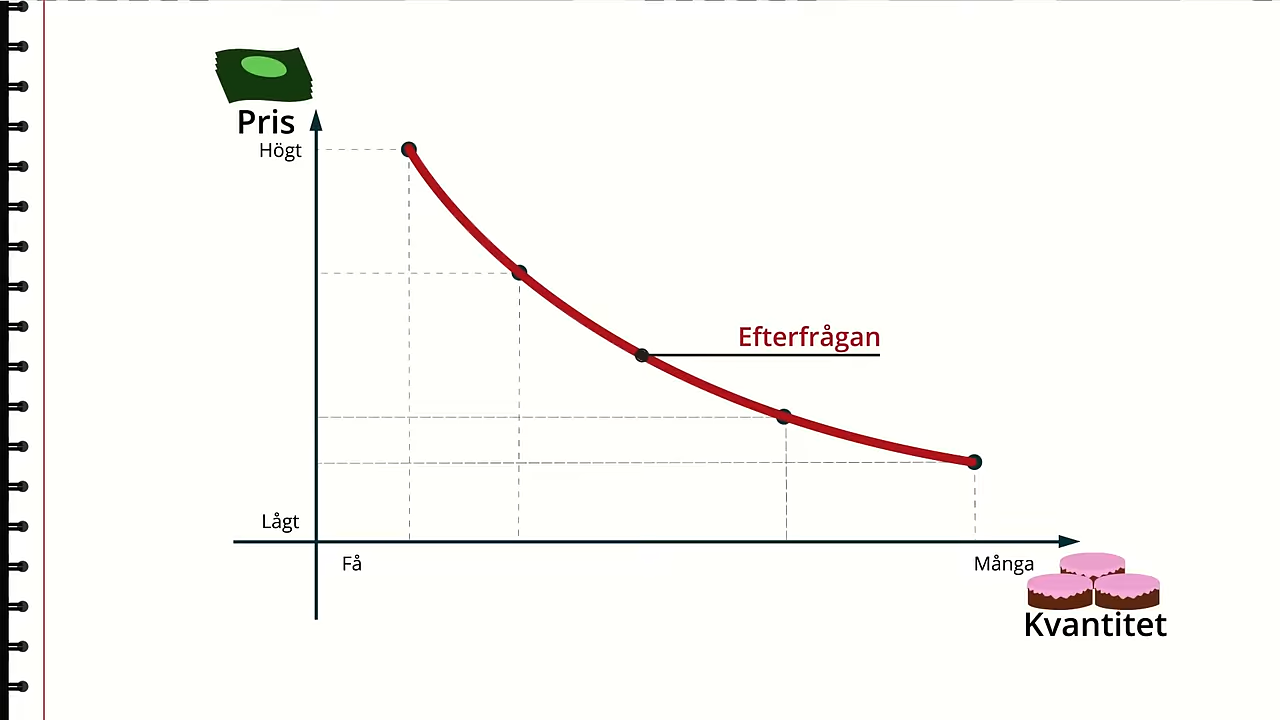 Pris
Högt
Efterfrågan
Lågt
Få
Många
Kvantitet